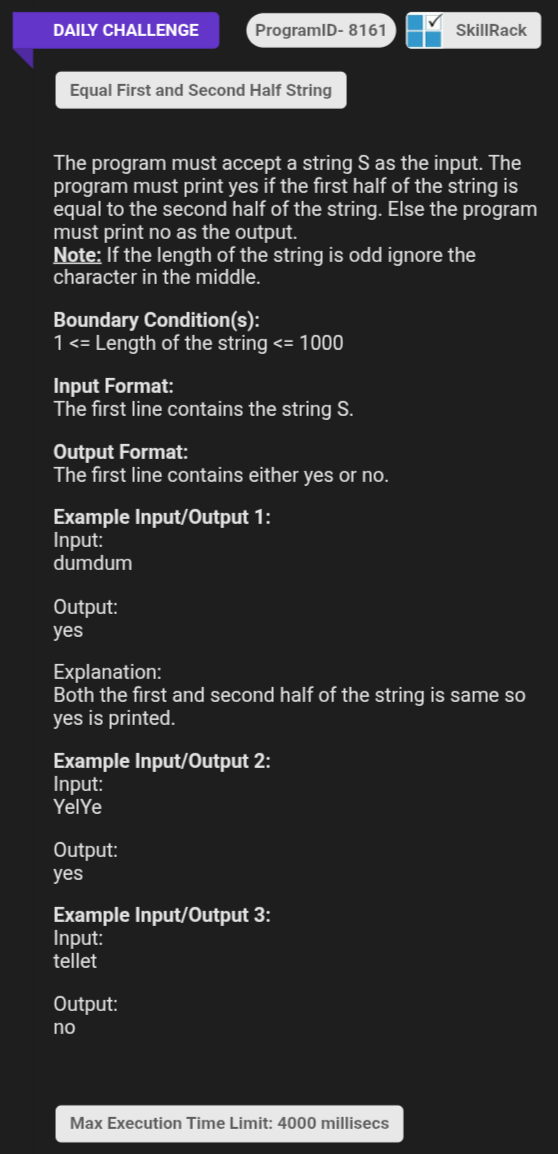 DAILY CHALLENGE
ProgramID- 8161
SkillRack
Equal First and Second Half String
The program must accept a string S as the input. The
program must print yes if the first half of the string is
equal to the second half of the string. Else the program
must print no as the output.
Note: If the length of the string is odd ignore the
character in the middle.
Boundary Condition(s):
1 <= Length of the string <= 1000
Input Format:
The first line contains the string S.
Output Format:
The first line contains either yes or no.
Example Input/Output 1:
Input:
dumdum
Output:
yes
Explanation:
Both the first and second half of the string is same so
yes is printed.
Example Input/Output 2:
Input:
YelYe
Output:
yes
Example Input/Output 3:
Input:
tellet
Output:
no
Max Execution Time Limit: 4000 millisecs